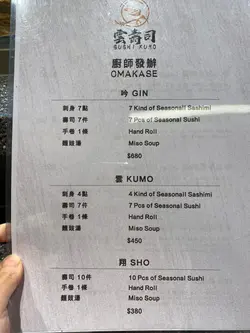 雲壽司
SUSHI KUMO
廚師發辦
OMAKASE
吟 GIN
刺身 7點 7 Kind of Seasonall Sashimi
壽司 7件 7 Pcs of Seasonal Sushi
手卷 1條 Hand Roll
麵豉湯 Miso Soup
$680
雲 KUMO
刺身 4點 4 Kind of Seasonall Sashimi
壽司 7件 7 Pcs of Seasonal Sushi
手卷 1條 Hand Roll
麵豉湯 Miso Soup
$450
翔 SHO
壽司 10件 10 Pcs of Seasonal Sushi
手卷 1條 Hand Roll
麵豉湯 Miso Soup
$380